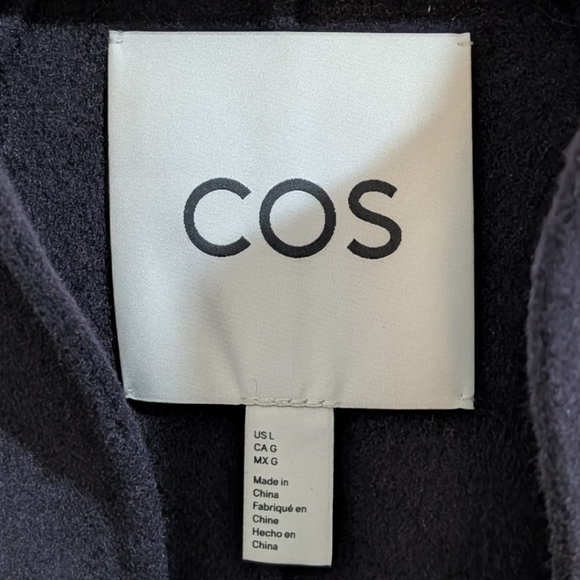 COS
US L
CA G
MX G
Made in
China
Fabriqué en
Chine
Hecho en
China